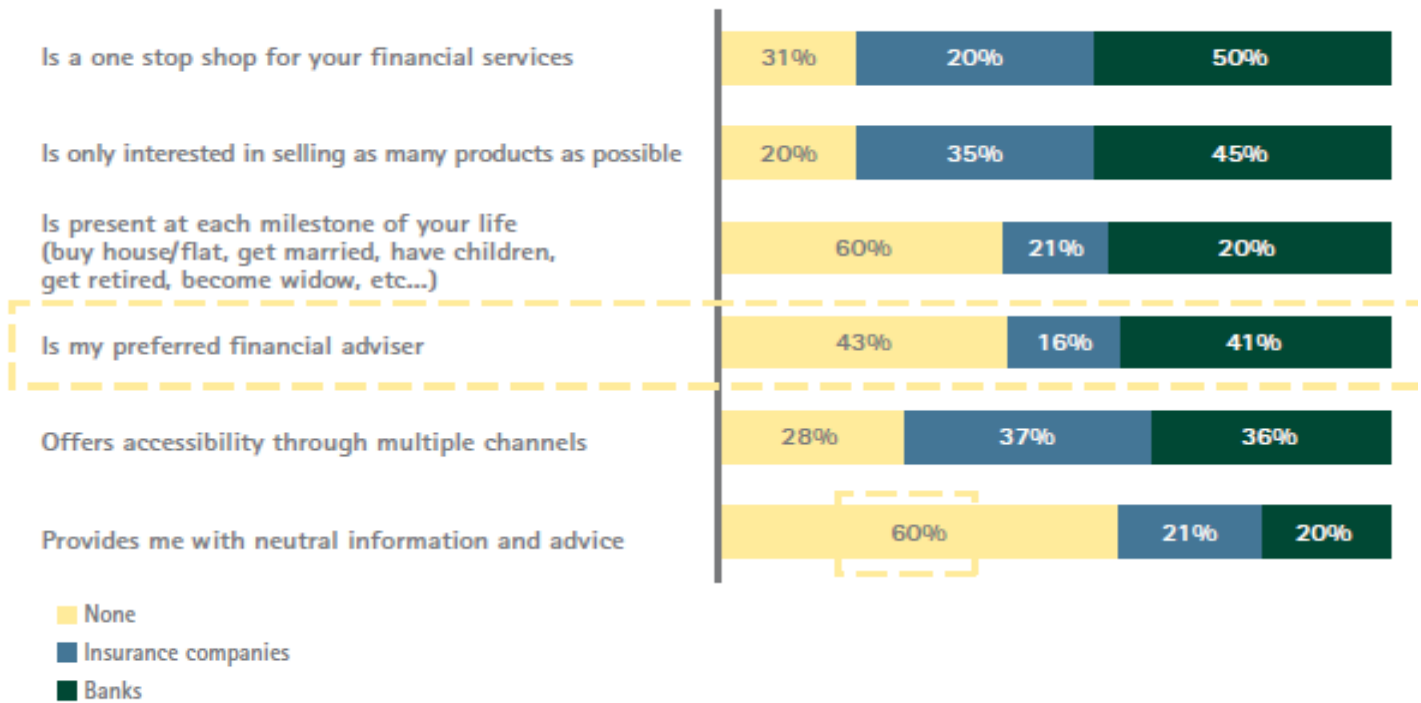 Is a one stop shop for your financial services
31% 20% 50%
Is only interested in selling as many products as possible
20% 35% 45%
Is present at each milestone of your life
(buy house/flat, get married, have children,
get retired, become widow, etc...)
60% 21% 20%
Is my preferred financial adviser
43% 16% 41%
Offers accessibility through multiple channels
28% 37% 36%
Provides me with neutral information and advice
60% 21% 20%
None
Insurance companies
Banks